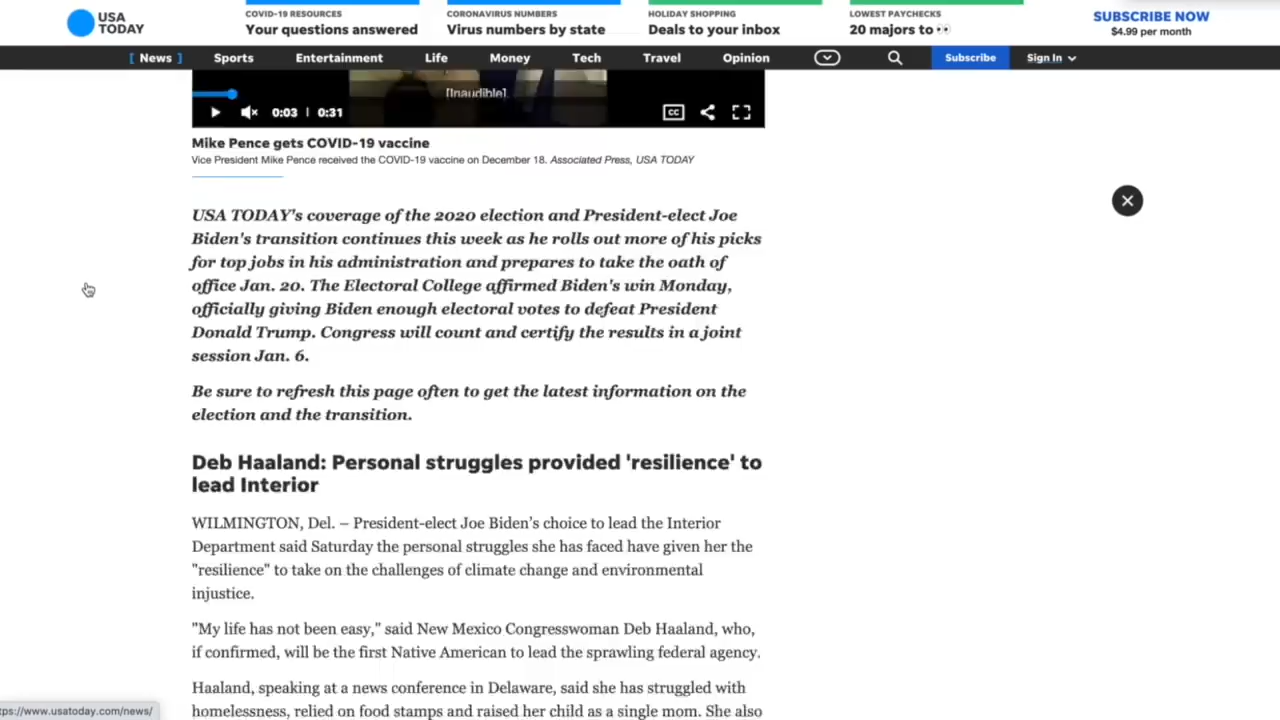 USA
TODAY
COVID-19 RESOURCES
Your questions answered
CORONAVIRUS NUMBERS
Virus numbers by state
HOLIDAY SHOPPING
Deals to your inbox
LOWEST PAYCHECKS
20 majors to 👀
SUBSCRIBE NOW
$4.99 per month
[ News ] Sports Entertainment Life Money Tech Travel Opinion Subscribe Sign In
[Inaudible].
0:03 | 0:31 CC
Mike Pence gets COVID-19 vaccine
Vice President Mike Pence received the COVID-19 vaccine on December 18. Associated Press, USA TODAY
USA TODAY's coverage of the 2020 election and President-elect Joe
Biden's transition continues this week as he rolls out more of his picks
for top jobs in his administration and prepares to take the oath of
office Jan. 20. The Electoral College affirmed Biden's win Monday,
officially giving Biden enough electoral votes to defeat President
Donald Trump. Congress will count and certify the results in a joint
session Jan. 6.
Be sure to refresh this page often to get the latest information on the
election and the transition.
Deb Haaland: Personal struggles provided 'resilience' to
lead Interior
WILMINGTON, Del. – President-elect Joe Biden’s choice to lead the Interior
Department said Saturday the personal struggles she has faced have given her the
"resilience" to take on the challenges of climate change and environmental
injustice.
"My life has not been easy," said New Mexico Congresswoman Deb Haaland, who,
if confirmed, will be the first Native American to lead the sprawling federal agency.
Haaland, speaking at a news conference in Delaware, said she has struggled with
homelessness, relied on food stamps and raised her child as a single mom. She also
tps://www.usatoday.com/news/